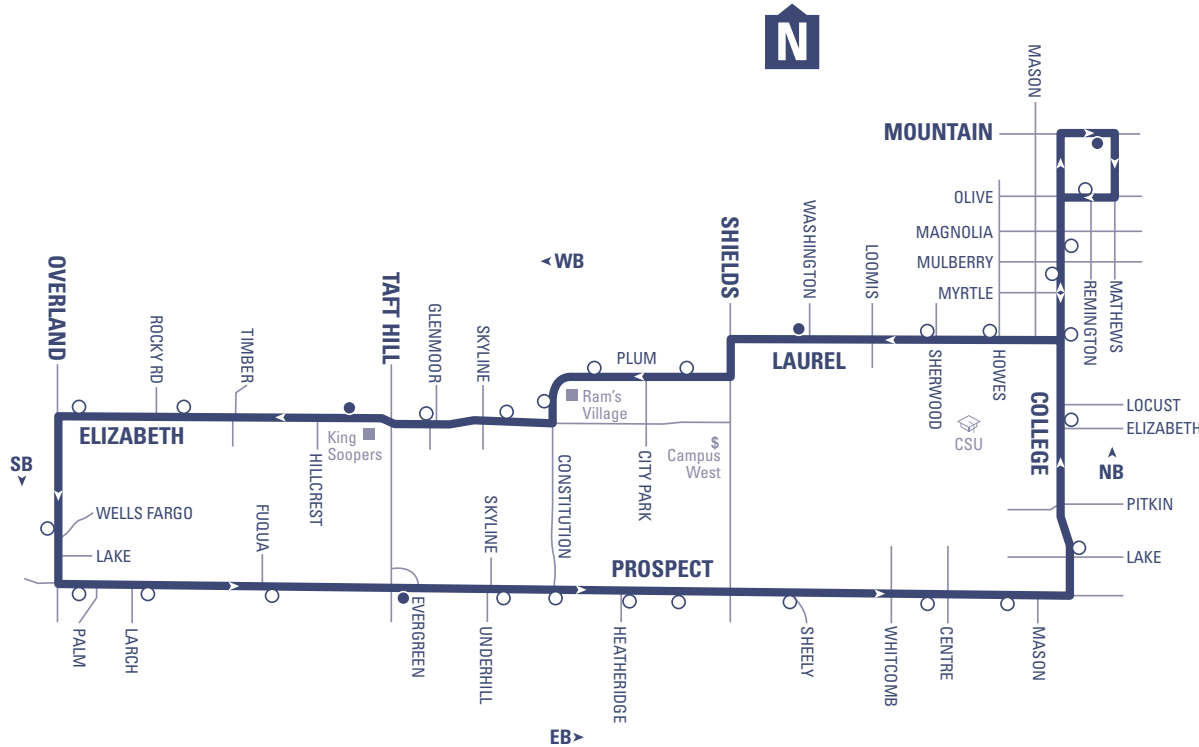 N
MASON
MOUNTAIN
OLIVE
MAGNOLIA
MULBERRY
MYRTLE
REMINGTON
MATHEWS
WB
SHIELDS
WASHINGTON
LOOMIS
OVERLAND
ROCKY RD
TIMBER
TAFT HILL
GLENMOOR
SKYLINE
PLUM
LAUREL
SHERWOOD
HOWES
Ram's
Village
COLLEGE
LOCUST
ELIZABETH
ELIZABETH
King
Soopers
HILLCREST
$
Campus
West
CITY PARK
CONSTITUTION
CSU
SB
NB
WELLS FARGO
FUQUA
SKYLINE
PITKIN
LAKE
PROSPECT
LAKE
PALM
LARCH
EVERGREEN
UNDERHILL
HEATHERIDGE
SHEELY
WHITCOMB
CENTRE
MASON
EB